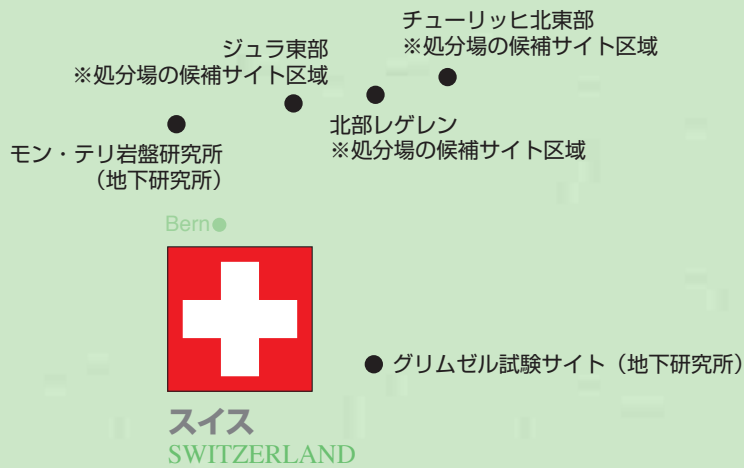 チューリッヒ北東部
※処分場の候補サイト区域
ジュラ東部
※処分場の候補サイト区域
北部レゲレン
※処分場の候補サイト区域
モン・テリ岩盤研究所
（地下研究所）
Bern
グリムゼル試験サイト（地下研究所）
スイス
SWITZERLAND